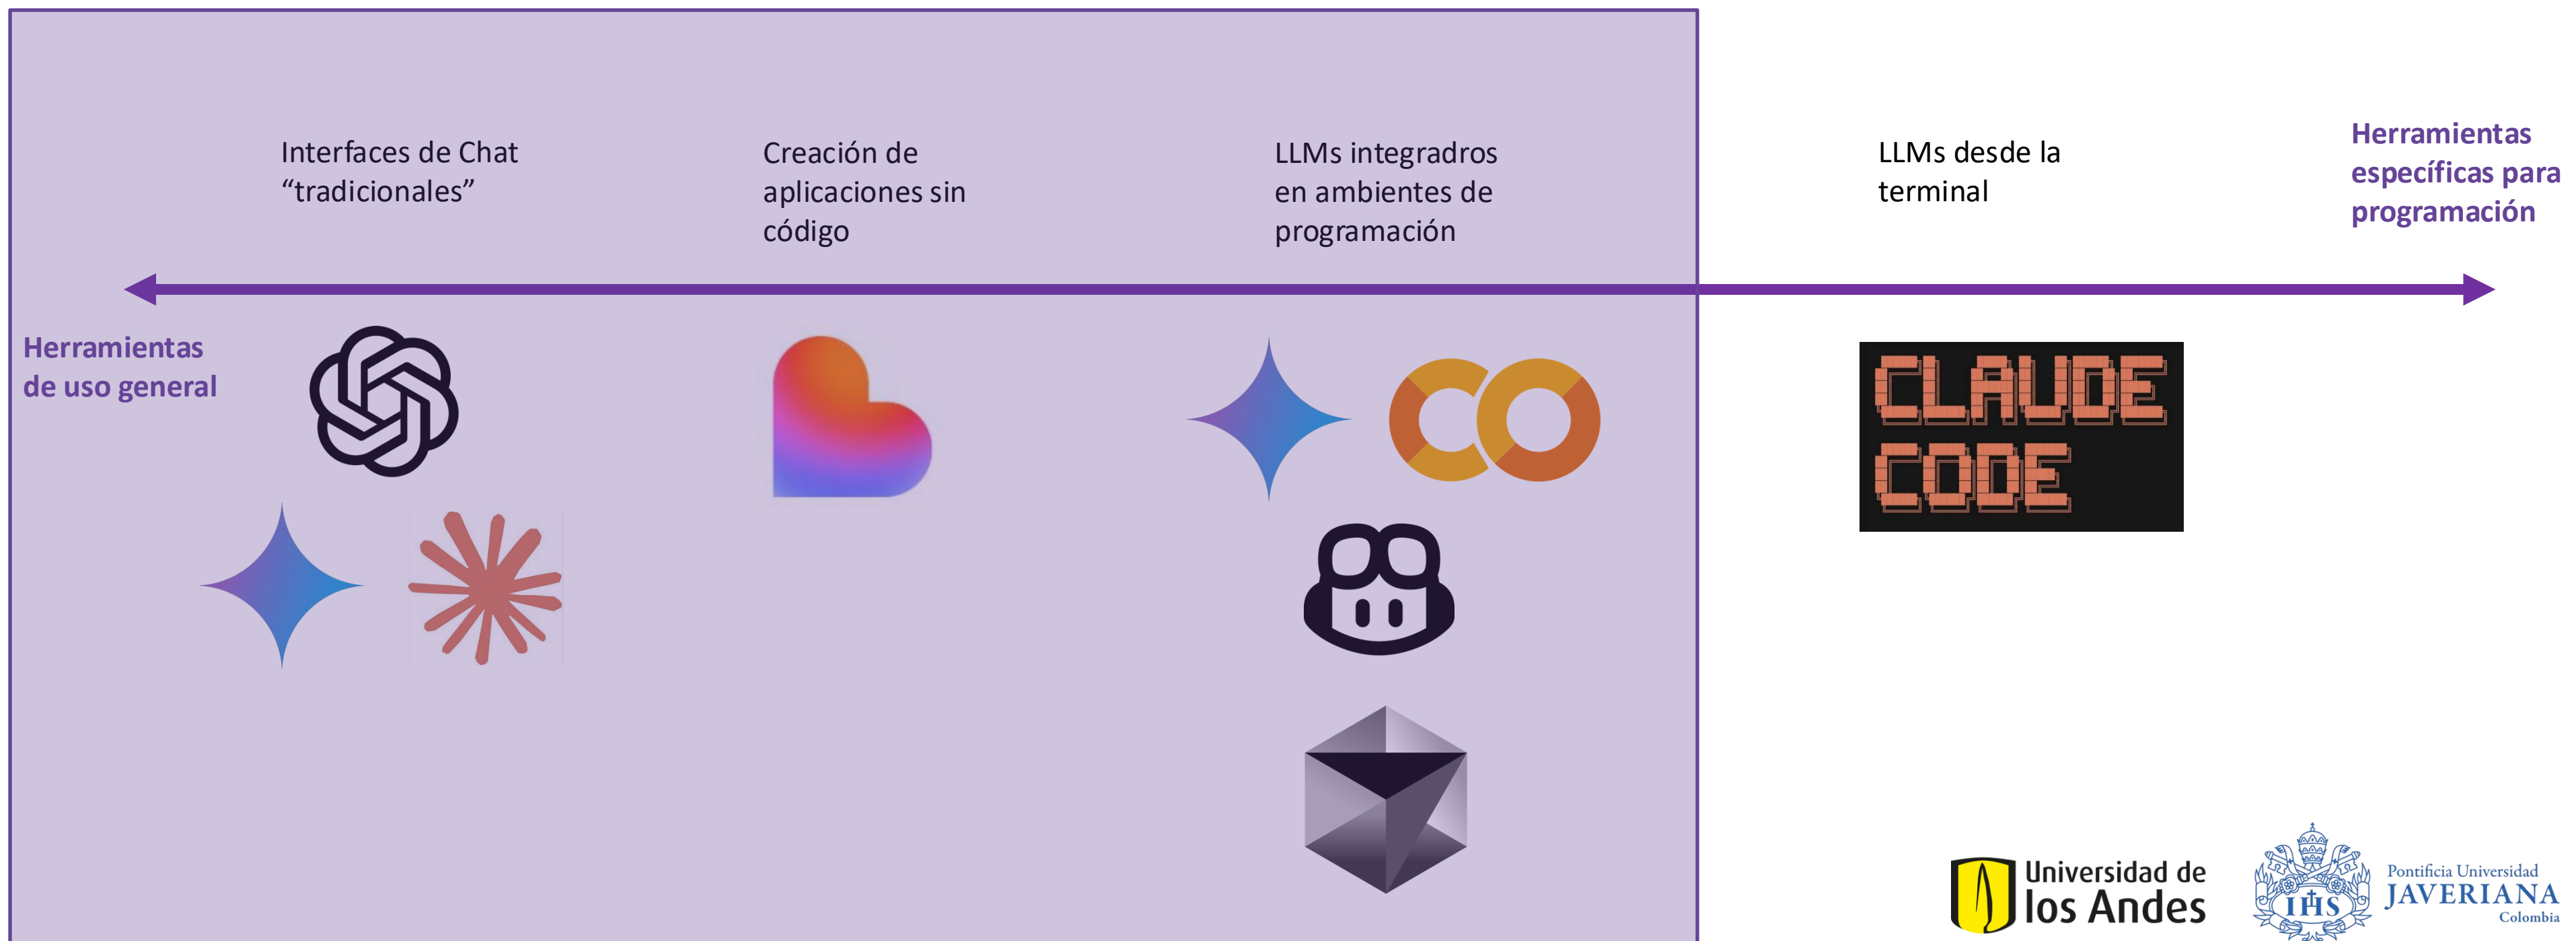 Interfaces de Chat
“tradicionales”
Creación de
aplicaciones sin
código
LLMs integradros
en ambientes de
programación
LLMs desde la
terminal
Herramientas
específicas para
programación
Herramientas
de uso general
CO
CLAUDE
CODE
Universidad de
los Andes
IHS
Pontificia Universidad
JAVERIANA
Colombia